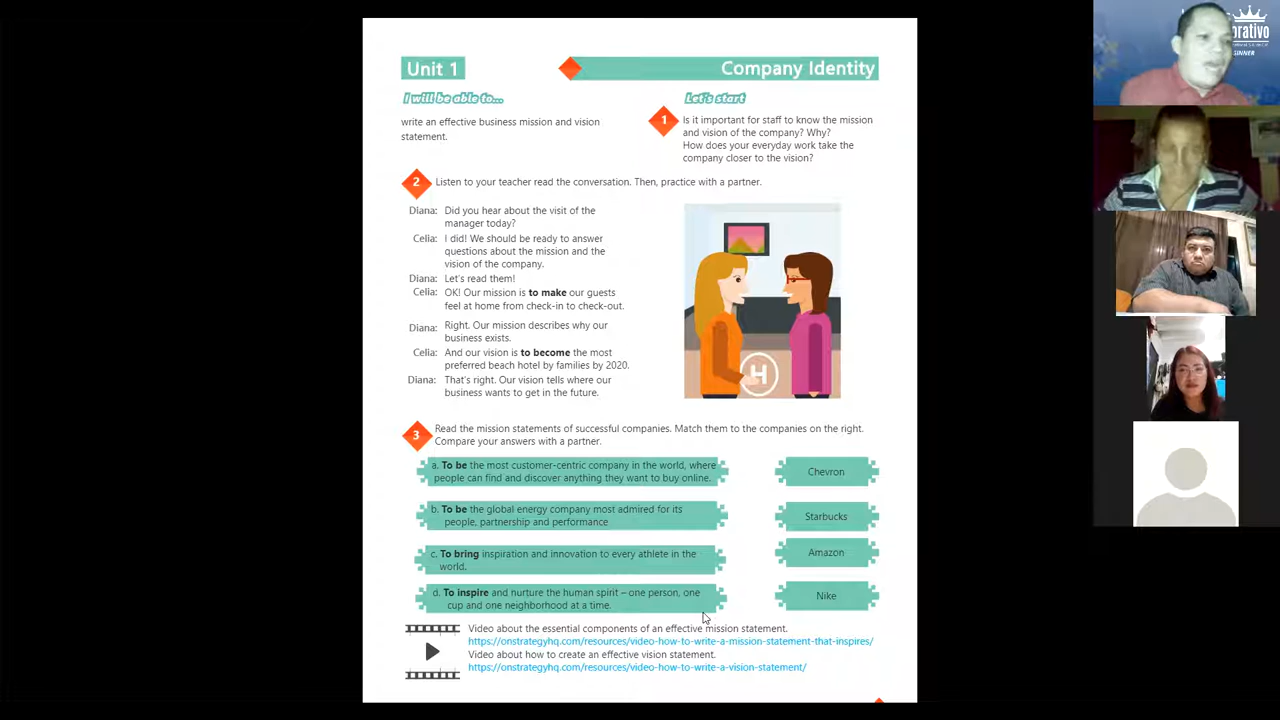 Unit 1
Company Identity
I will be able to...
Let's start
write an effective business mission and vision
statement.
1
Is it important for staff to know the mission
and vision of the company? Why?
How does your everyday work take the
company closer to the vision?
2
Listen to your teacher read the conversation. Then, practice with a partner.
Diana: Did you hear about the visit of the
manager today?
Celia: I did! We should be ready to answer
questions about the mission and the
vision of the company.
Diana: Let's read them!
Celia: OK! Our mission is to make our guests
feel at home from check-in to check-out.
Diana: Right. Our mission describes why our
business exists.
Celia: And our vision is to become the most
preferred beach hotel by families by 2020.
Diana: That's right. Our vision tells where our
business wants to get in the future.
H
3
Read the mission statements of successful companies. Match them to the companies on the right.
Compare your answers with a partner.
a. To be the most customer-centric company in the world, where
people can find and discover anything they want to buy online.
Chevron
b. To be the global energy company most admired for its
people, partnership and performance
Starbucks
c. To bring inspiration and innovation to every athlete in the
world.
Amazon
d. To inspire and nurture the human spirit – one person, one
cup and one neighborhood at a time.
Nike
Video about the essential components of an effective mission statement.
https://onstrategyhq.com/resources/video-how-to-write-a-mission-statement-that-inspires/
Video about how to create an effective vision statement.
https://onstrategyhq.com/resources/video-how-to-write-a-vision-statement/